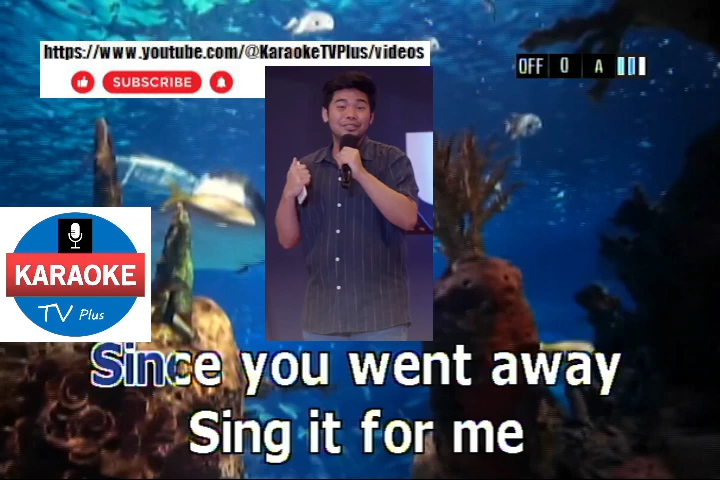 https://www.youtube.com/@KaraokeTVPlus/videos
SUBSCRIBE
OFF 0 A
KARAOKE
TV Plus
Since you went away
Sing it for me